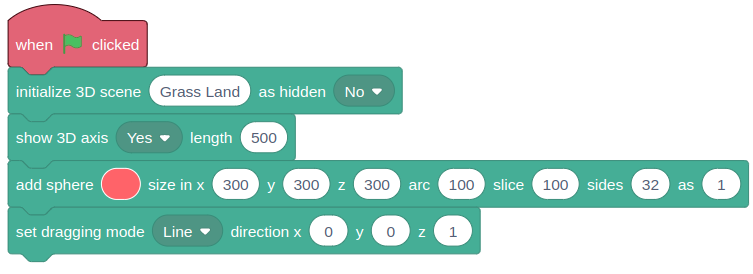 when clicked
initialize 3D scene Grass Land as hidden No
show 3D axis Yes length 500
add sphere size in x 300 y 300 z 300 arc 100 slice 100 sides 32 as 1
set dragging mode Line direction x 0 y 0 z 1